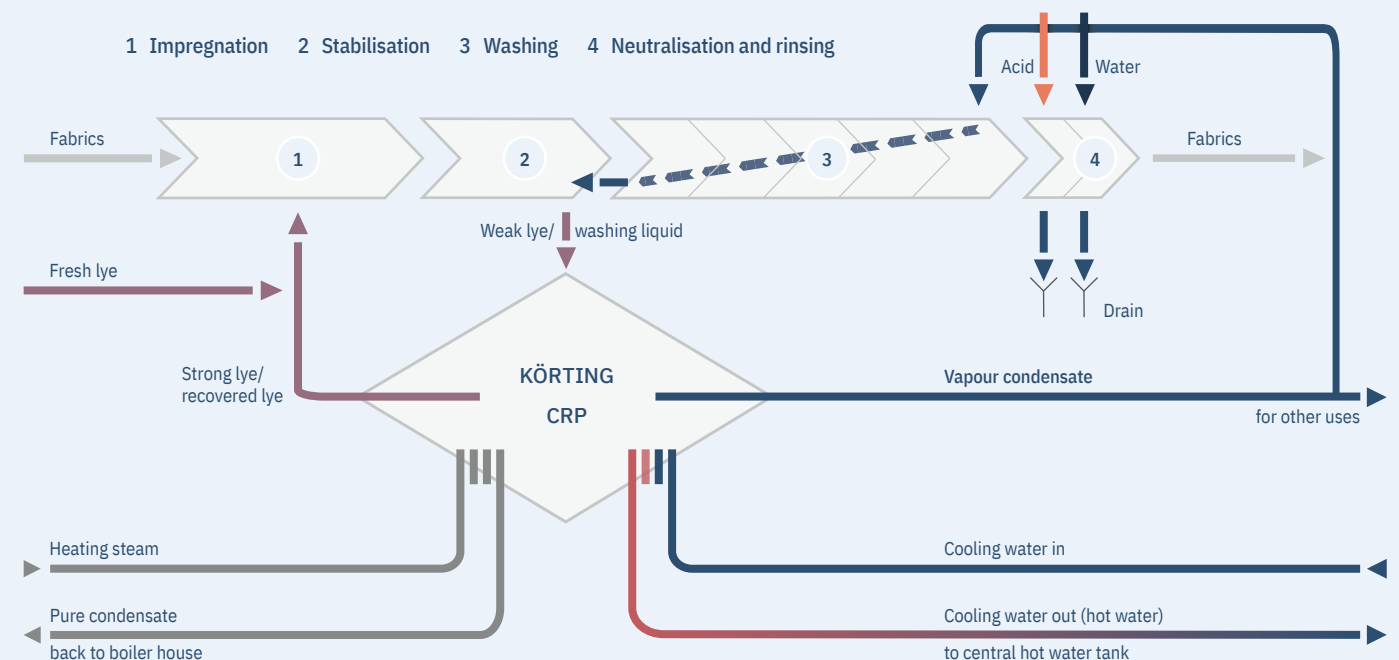 1 Impregnation 2 Stabilisation 3 Washing 4 Neutralisation and rinsing
Acid
Water
Fabrics
1
2
3
4
Fabrics
Weak lye/ washing liquid
Fresh lye
Drain
Strong lye/
recovered lye
KÖRTING
CRP
Vapour condensate
for other uses
Heating steam
Cooling water in
Pure condensate
back to boiler house
Cooling water out (hot water)
to central hot water tank